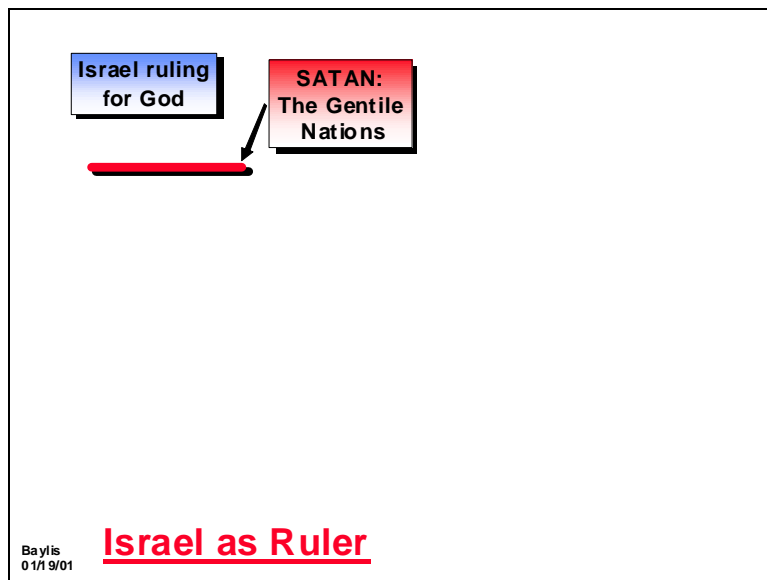 Israel ruling
for God
SATAN:
The Gentile
Nations
Baylis
01/19/01
Israel as Ruler